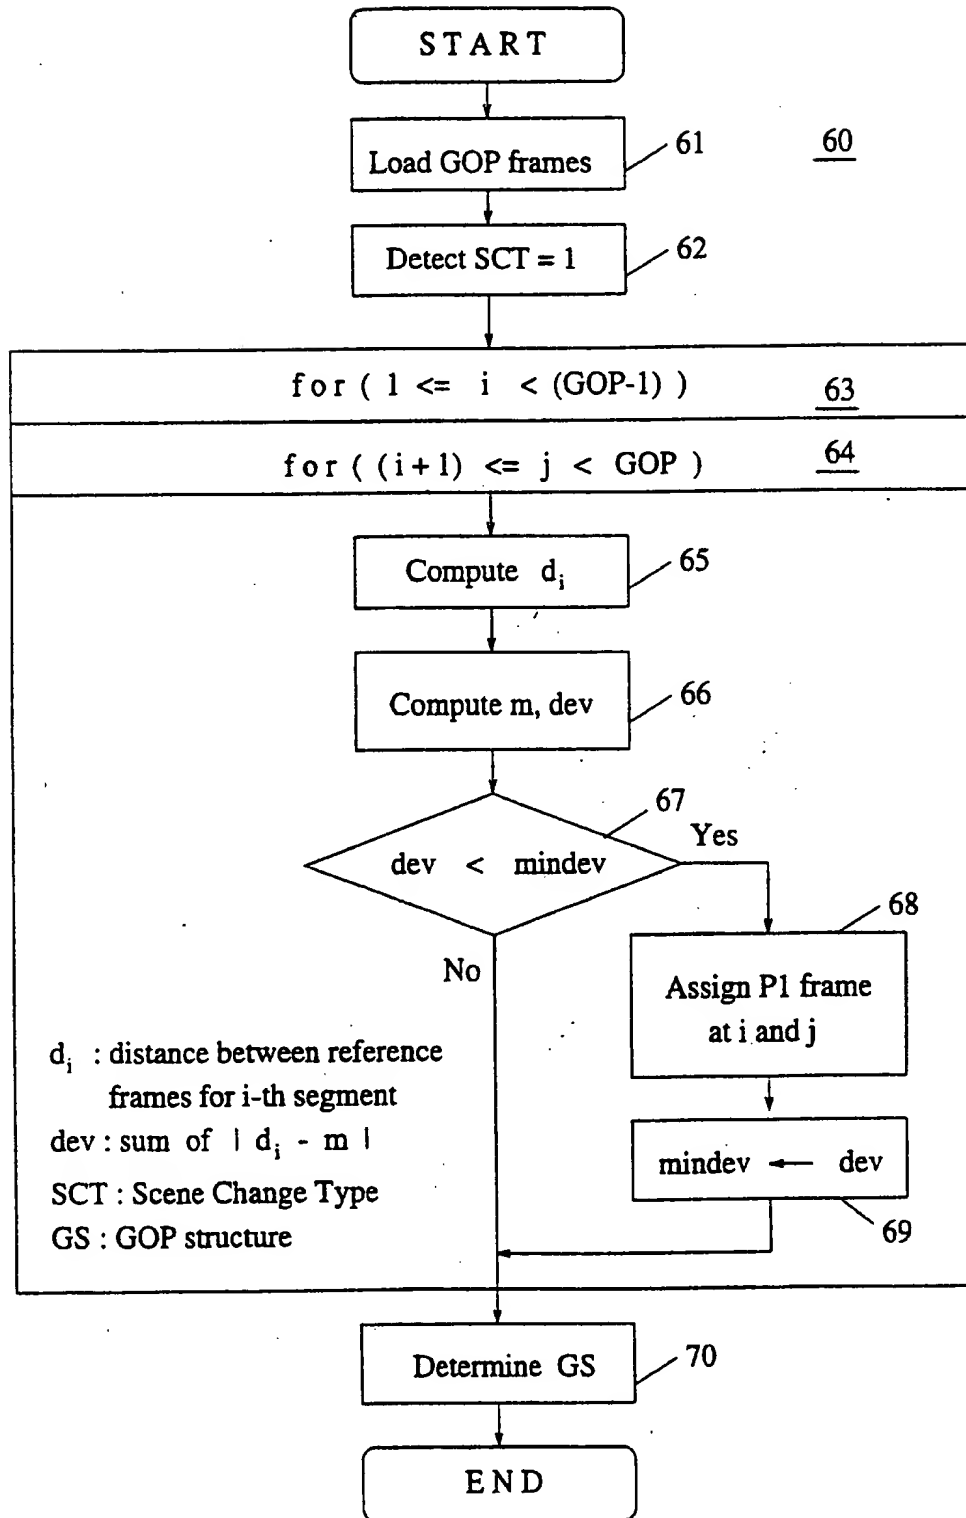 START
Load GOP frames
61
60
Detect SCT = 1
62
for ( 1 <= i < (GOP-1) )
63
for ( (i+1) <= j < GOP )
64
Compute d_i
65
Compute m, dev
66
67
dev < mindev
Yes
No
68
Assign P1 frame
at i and j
mindev ← dev
69
d_i : distance between reference
frames for i-th segment
dev : sum of | d_i - m |
SCT : Scene Change Type
GS : GOP structure
Determine GS
70
END